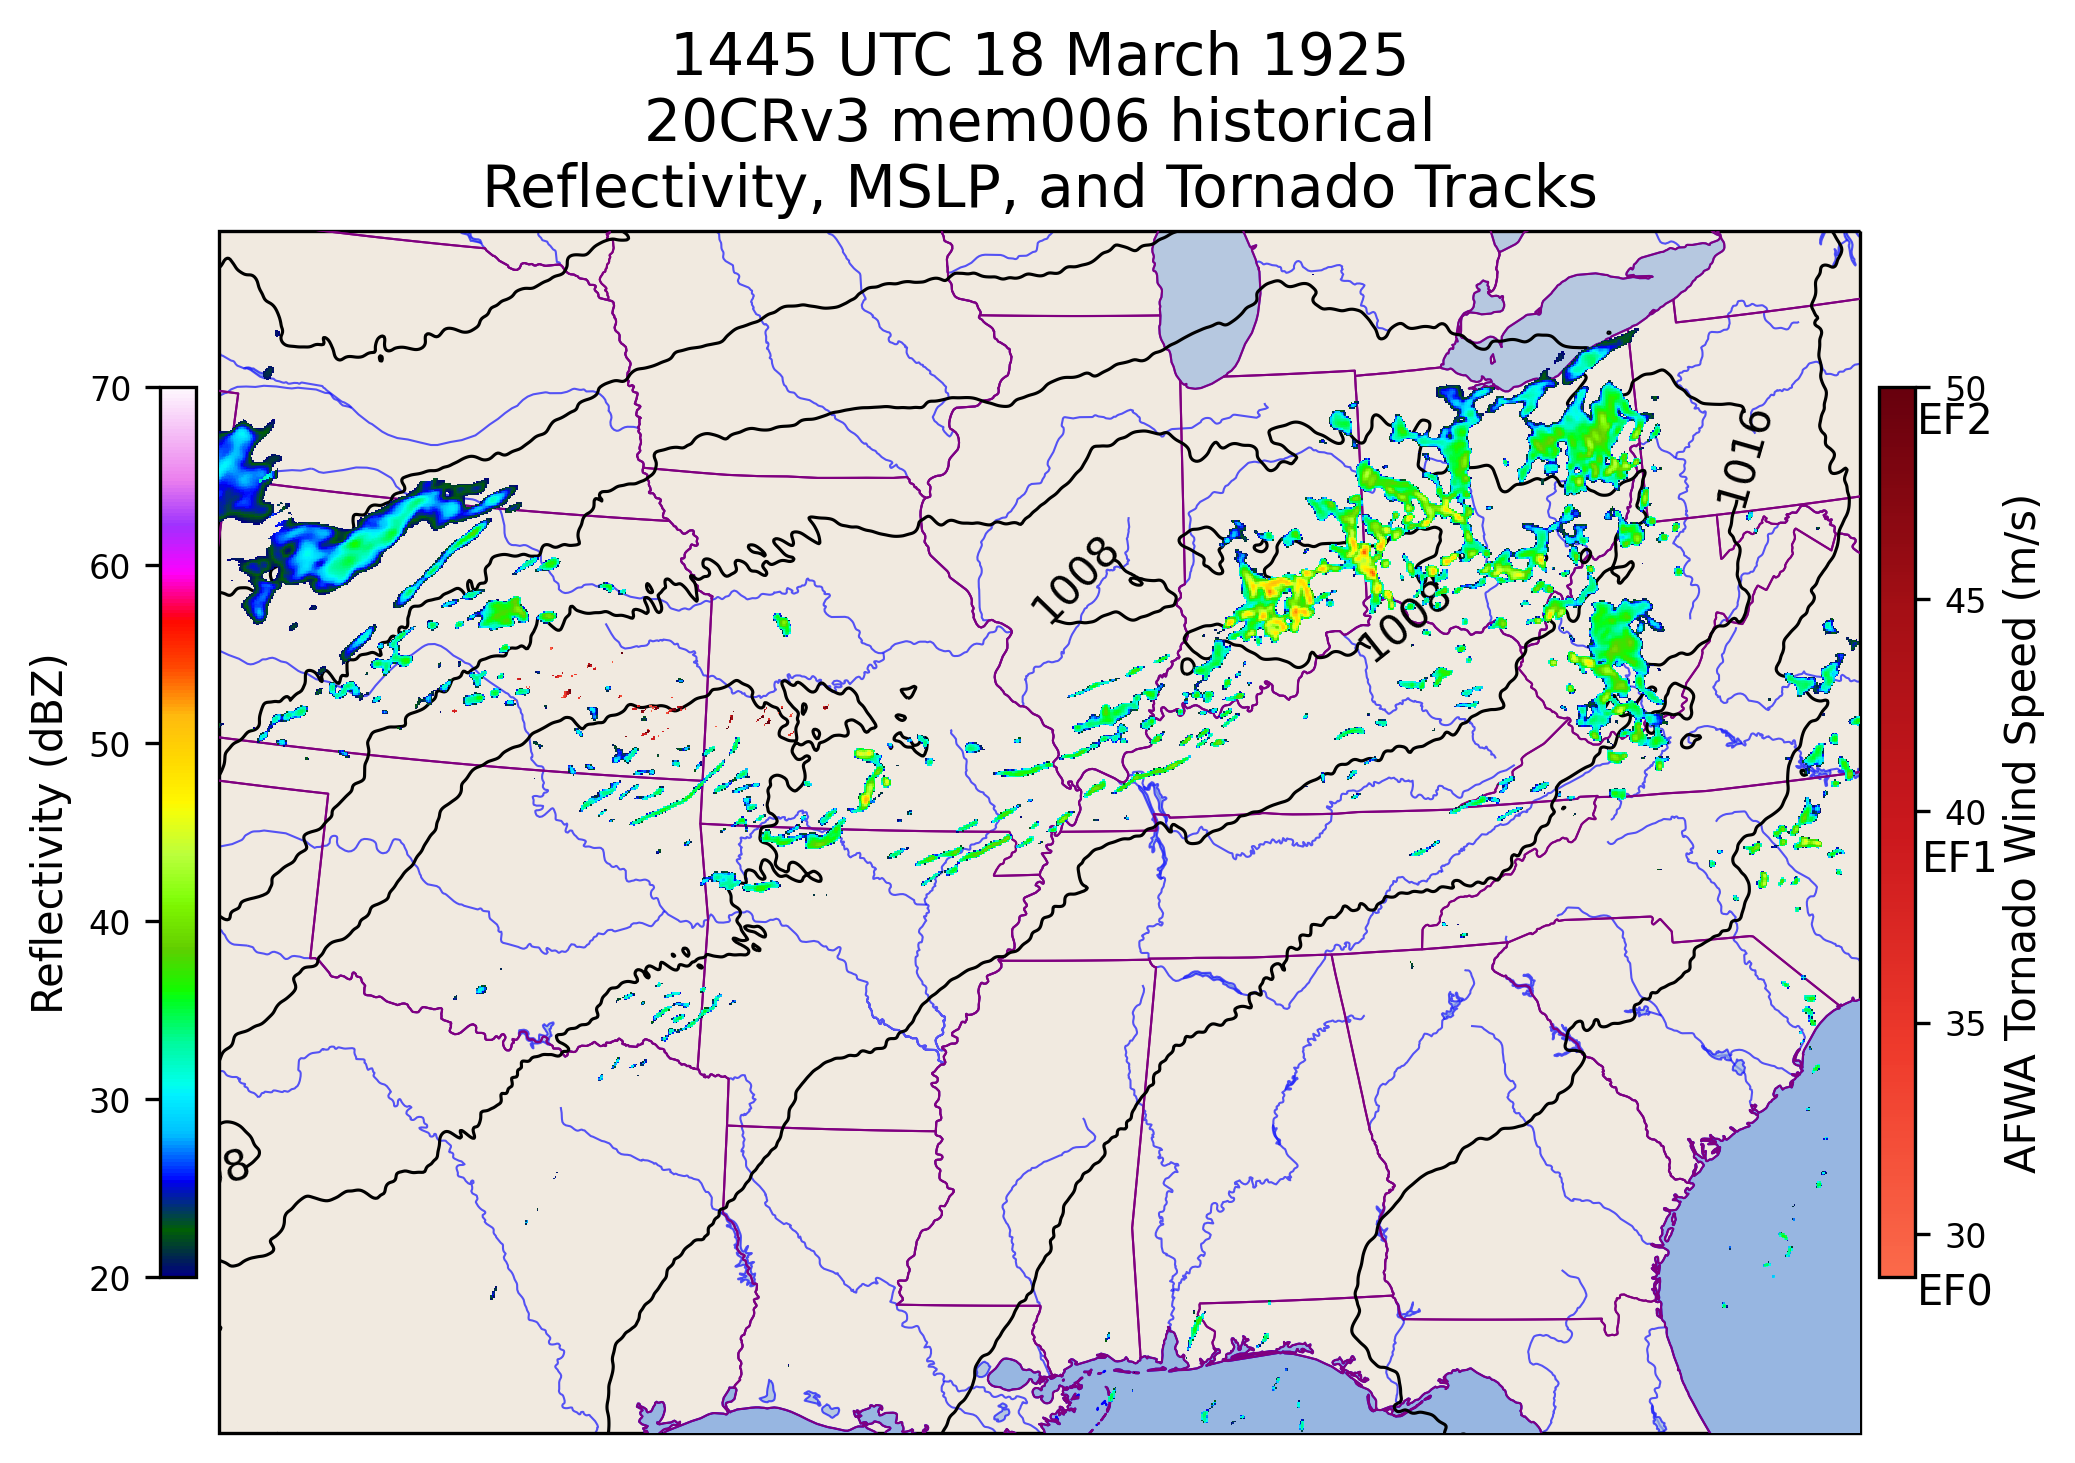 1445 UTC 18 March 1925
20CRv3 mem006 historical
Reflectivity, MSLP, and Tornado Tracks
Reflectivity (dBZ)
70
60
50
40
30
20
1016
1008
1008
8
50
EF2
45
40
EF1
35
30
EF0
AFWA Tornado Wind Speed (m/s)